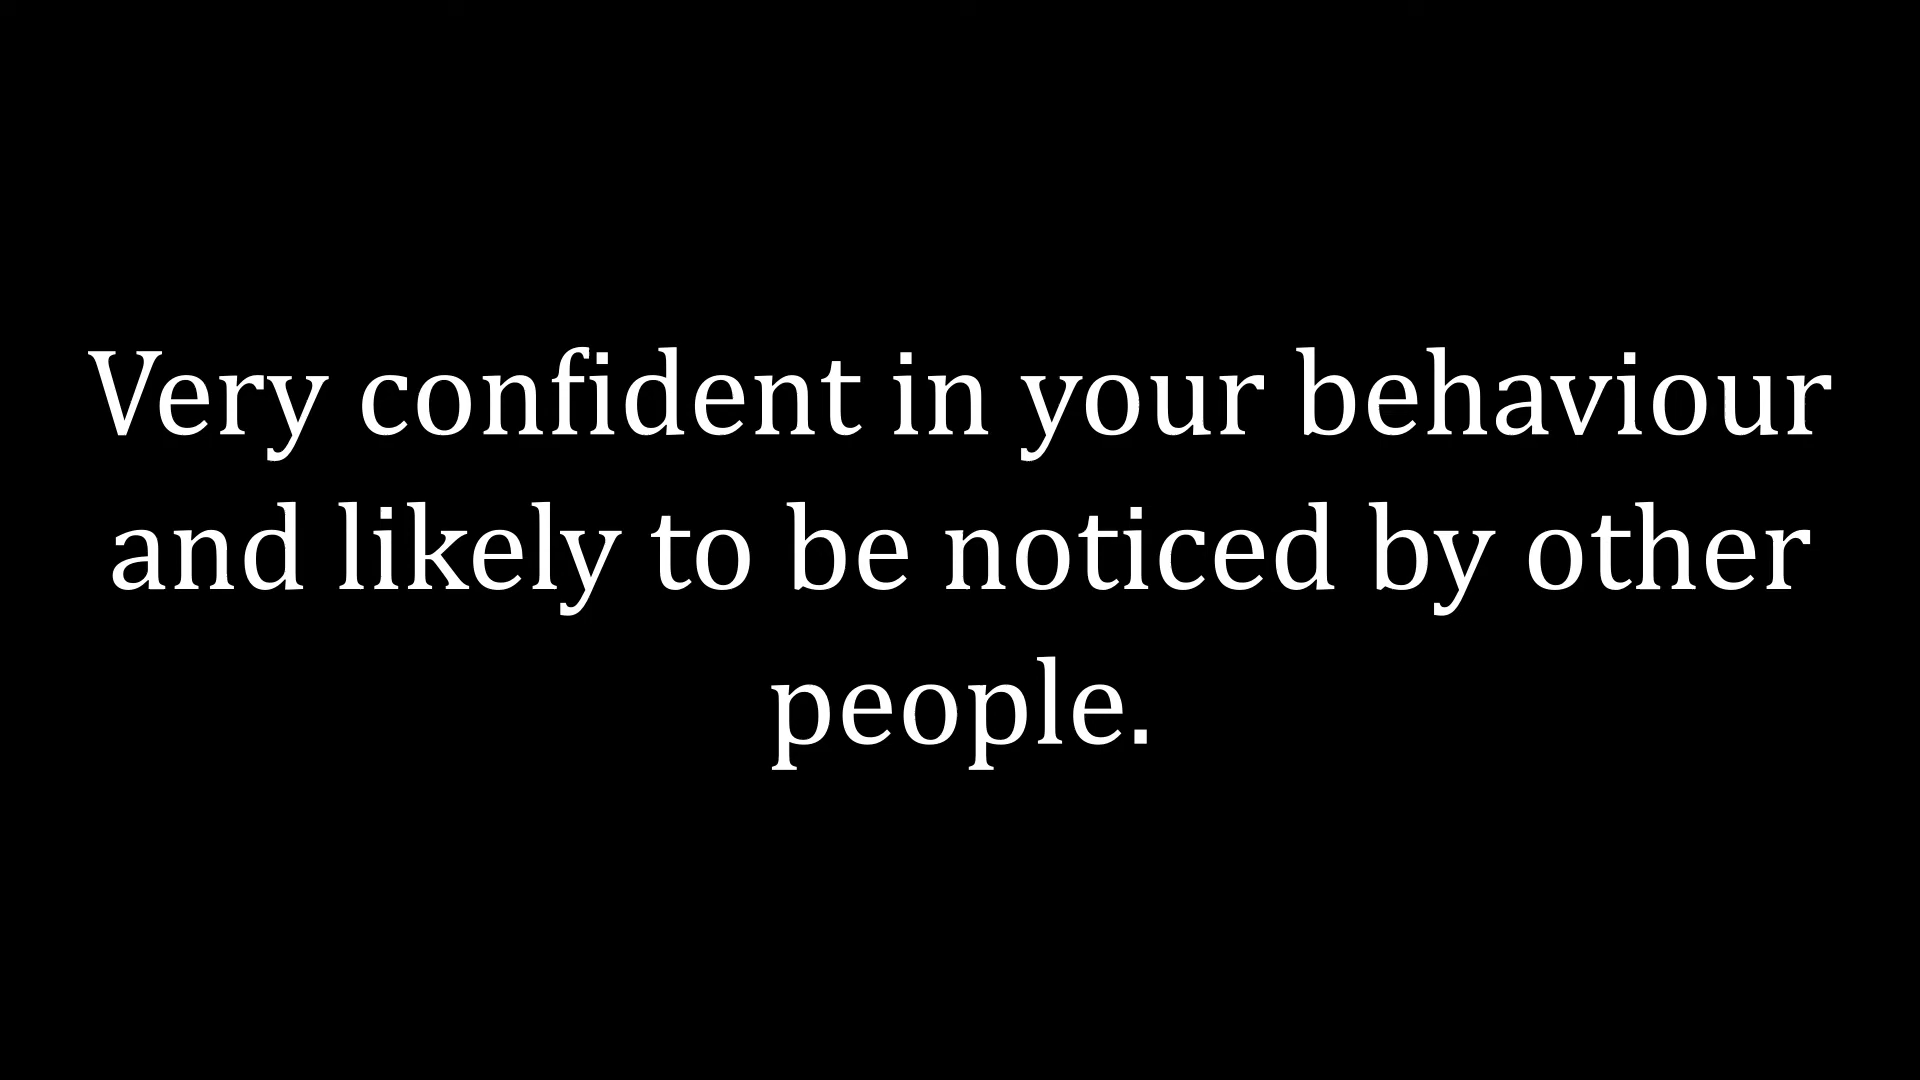 Very confident in your behaviour
and likely to be noticed by other
people.